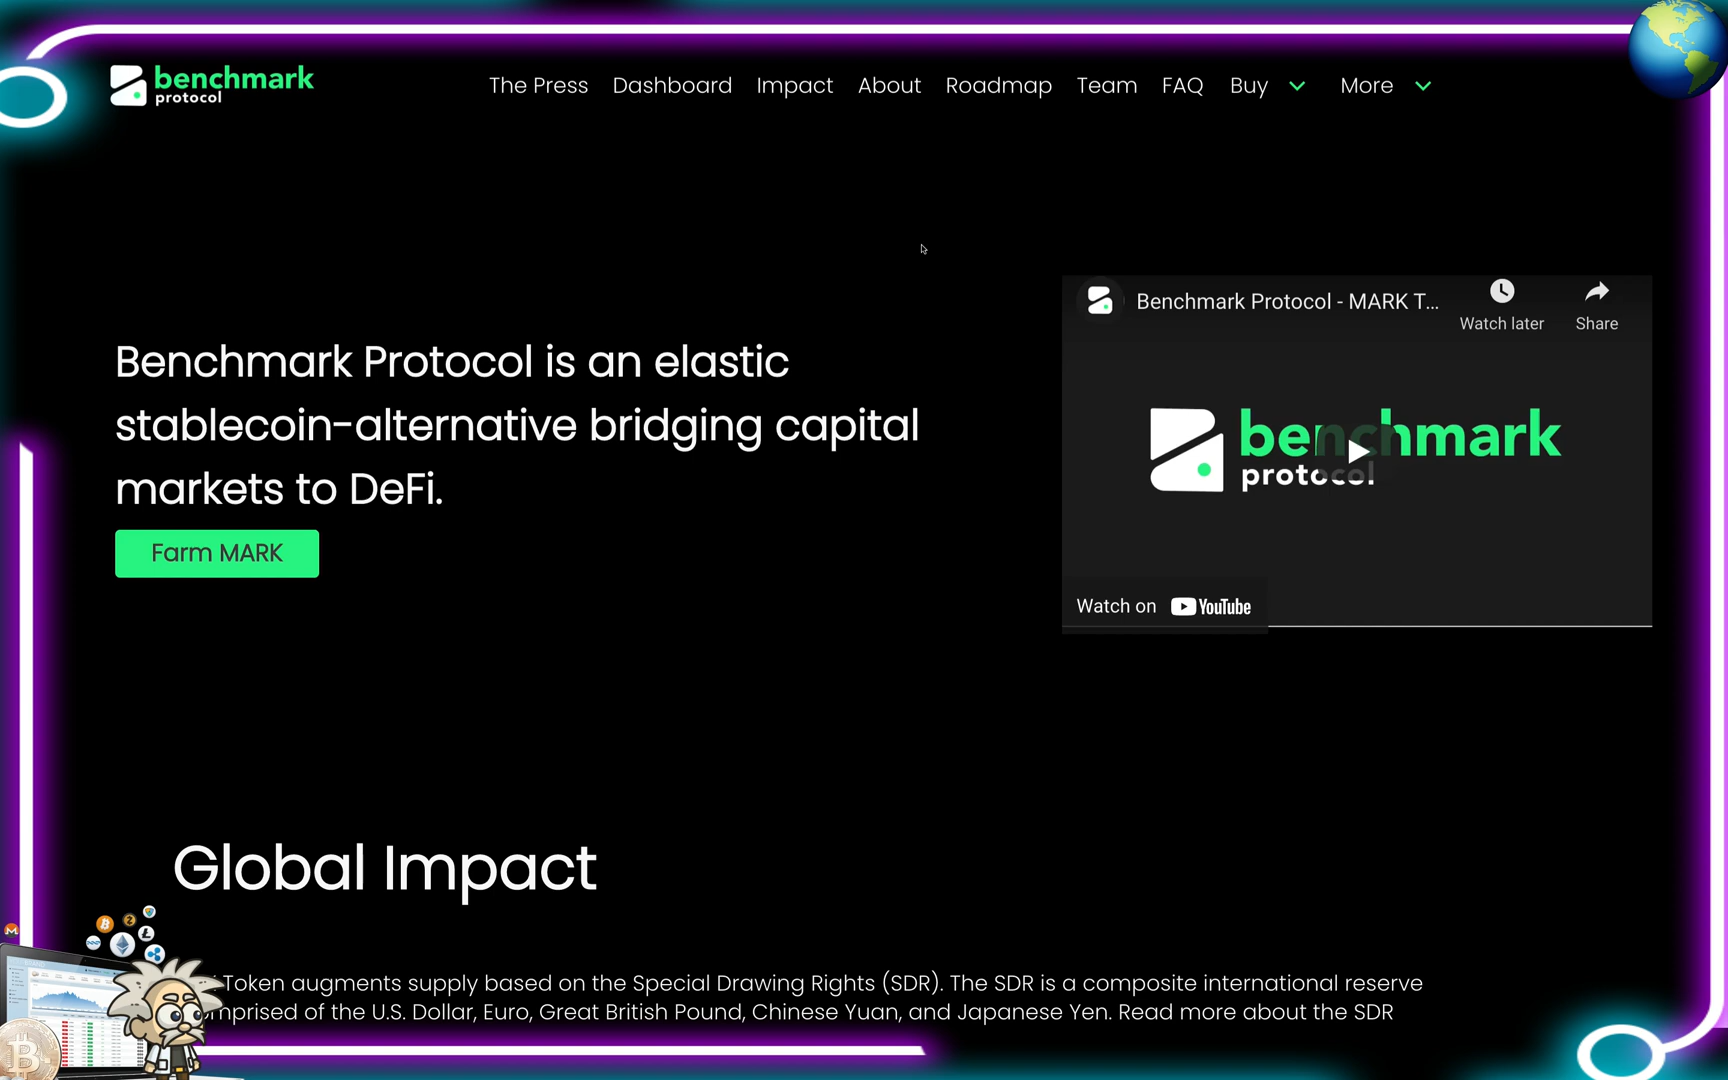 benchmark
protocol
The Press Dashboard Impact About Roadmap Team FAQ Buy More
Benchmark Protocol is an elastic
stablecoin-alternative bridging capital
markets to DeFi.
Farm MARK
Benchmark Protocol - MARK T...
Watch later
Share
benchmark
protocol
Watch on YouTube
Global Impact
Token augments supply based on the Special Drawing Rights (SDR). The SDR is a composite international reserve
mprised of the U.S. Dollar, Euro, Great British Pound, Chinese Yuan, and Japanese Yen. Read more about the SDR